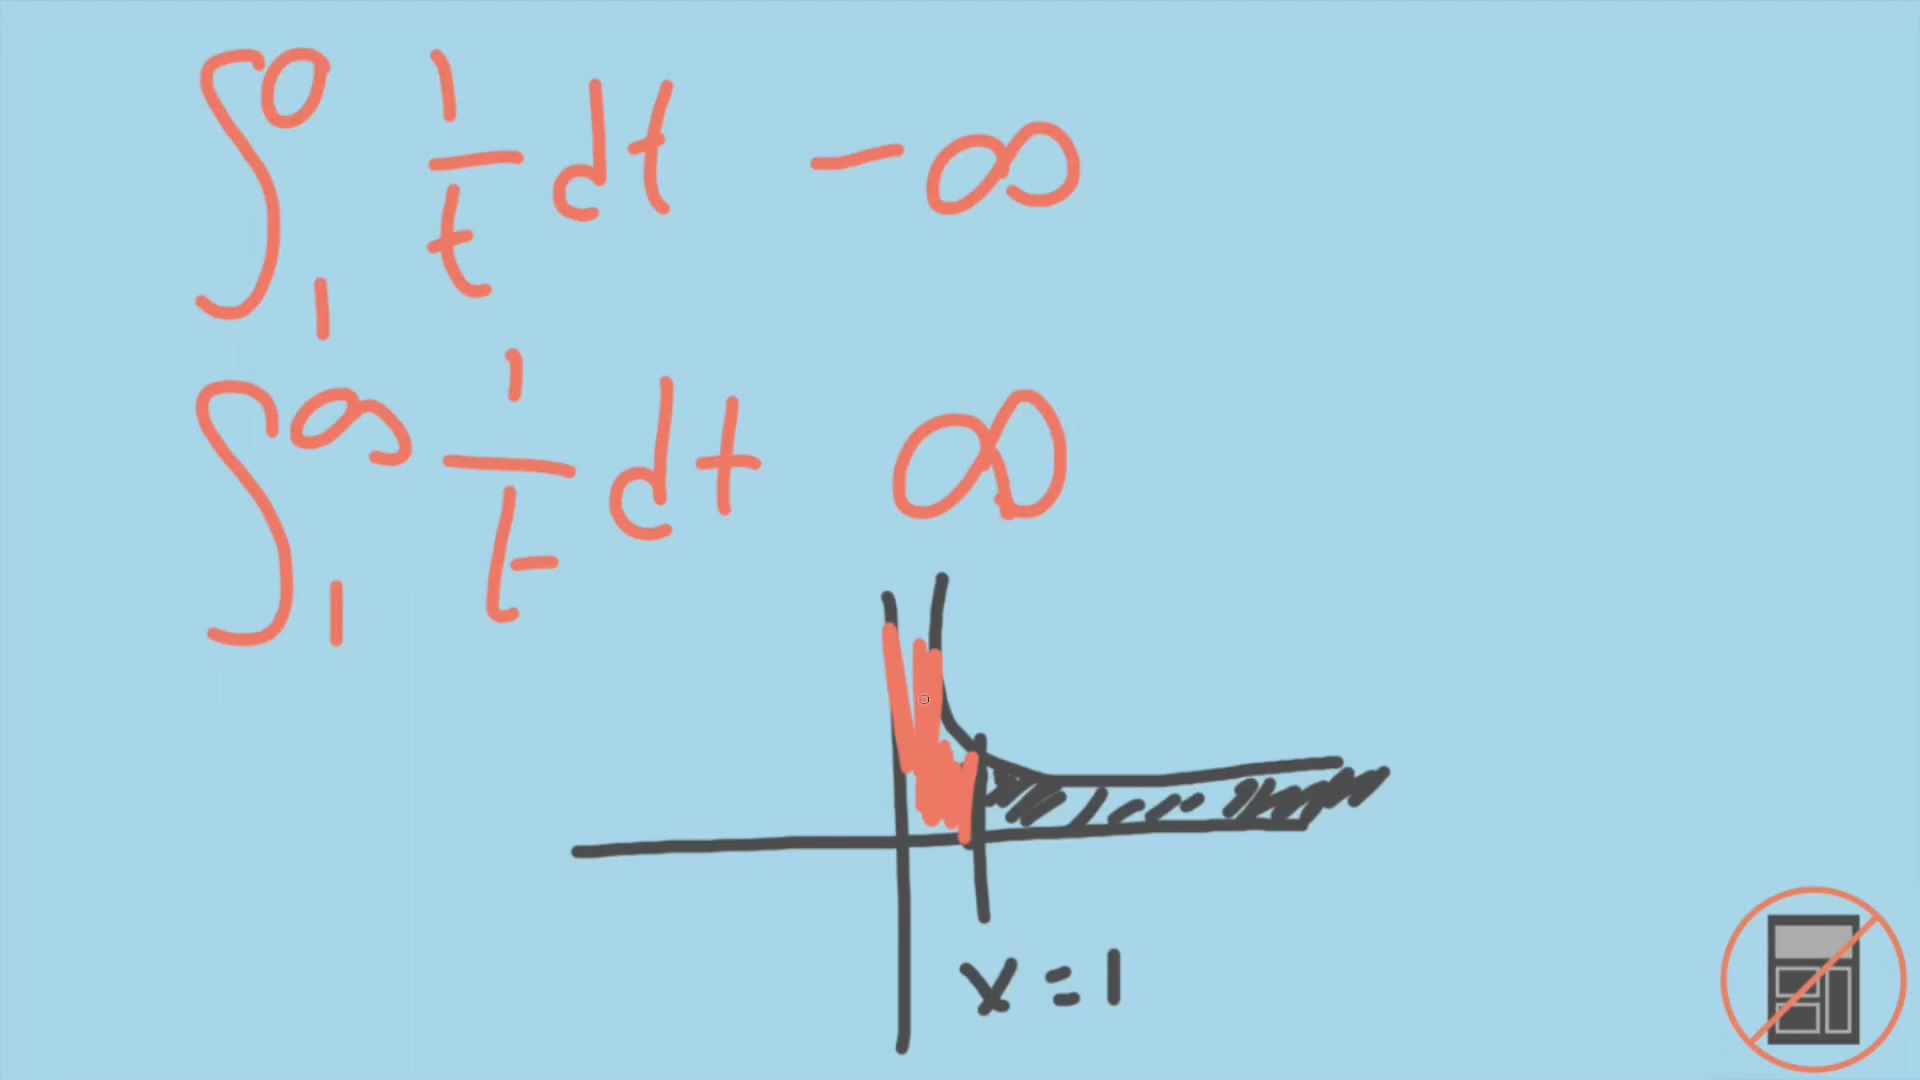 ∫₁⁰ 1/t dt -∞
∫₁^∞ 1/t dt ∞
x = 1